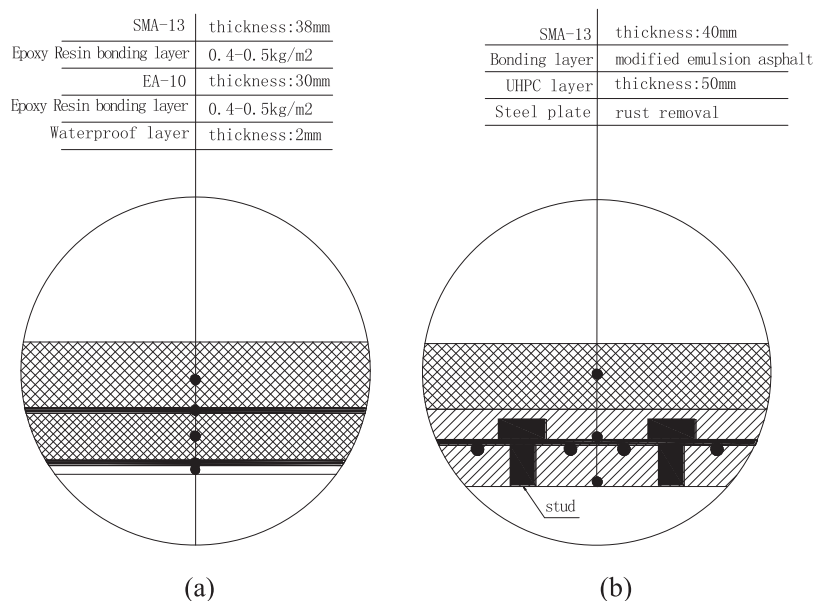 SMA-13 thickness:38mm
Epoxy Resin bonding layer 0.4-0.5kg/m2
EA-10 thickness:30mm
Epoxy Resin bonding layer 0.4-0.5kg/m2
Waterproof layer thickness:2mm
SMA-13 thickness:40mm
Bonding layer modified emulsion asphalt
UHPC layer thickness:50mm
Steel plate rust removal
stud
(a)
(b)